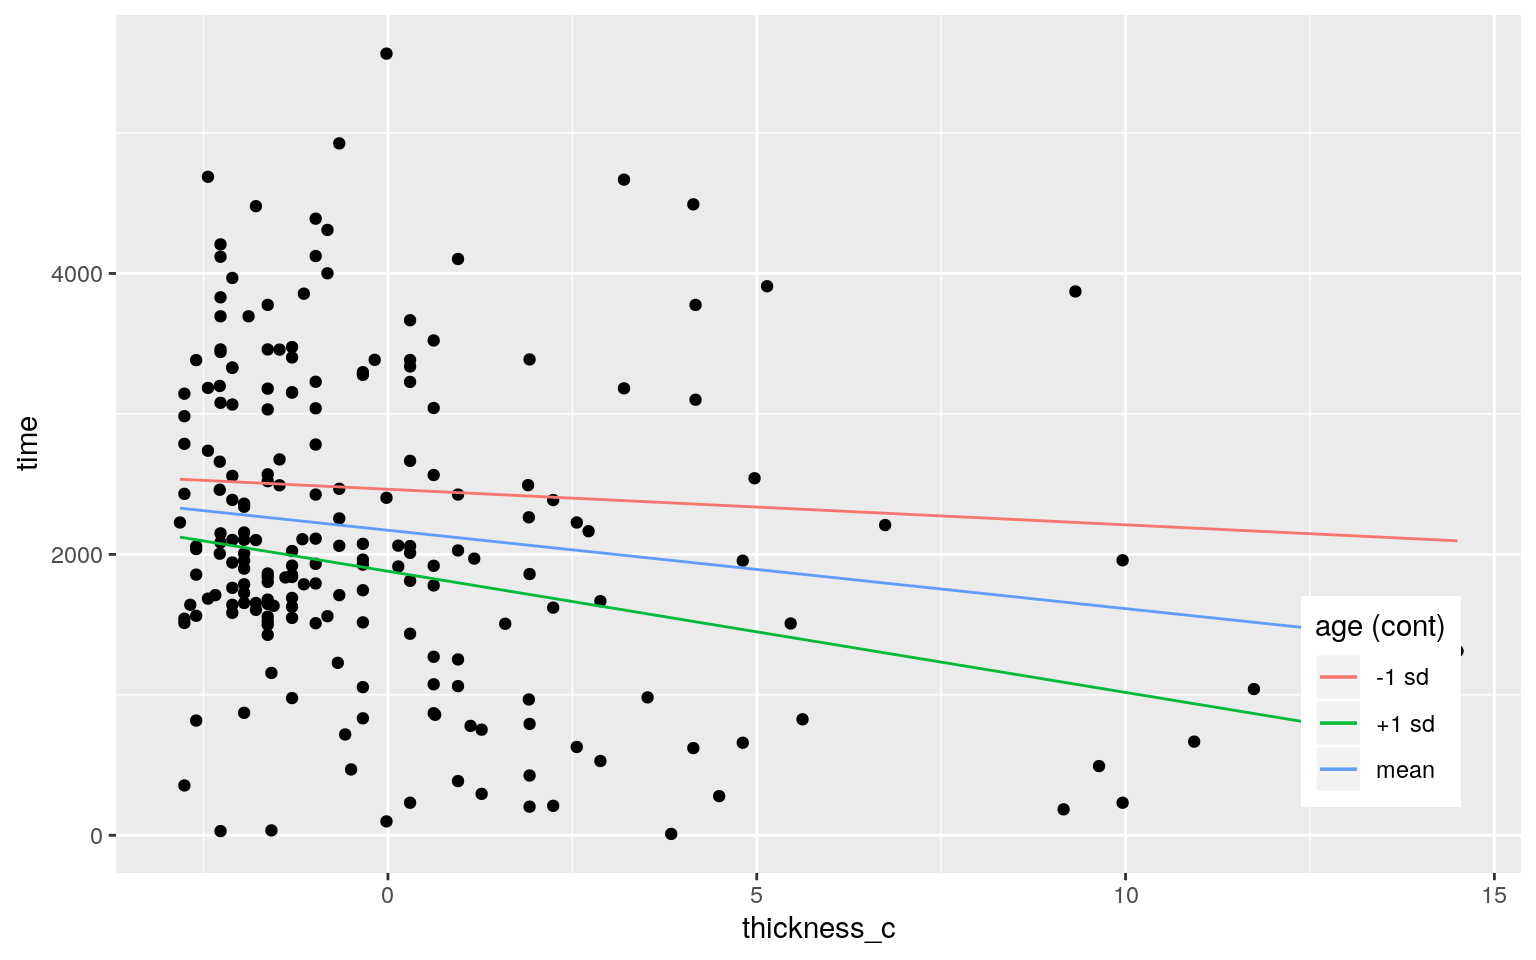 4000
2000
0
time
0
5
10
15
thickness_c
age (cont)
-1 sd
+1 sd
mean